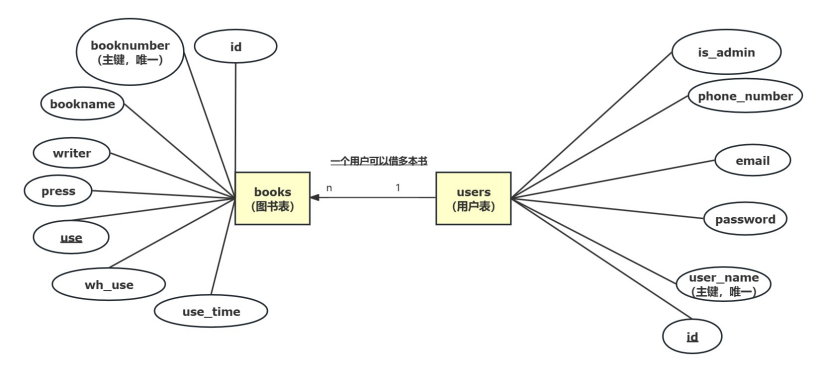 booknumber
(主键，唯一)
id
bookname
writer
press
use
wh_use
use_time
books
(图书表)
一个用户可以借多本书
n
1
users
(用户表)
is_admin
phone_number
email
password
user_name
(主键，唯一)
id